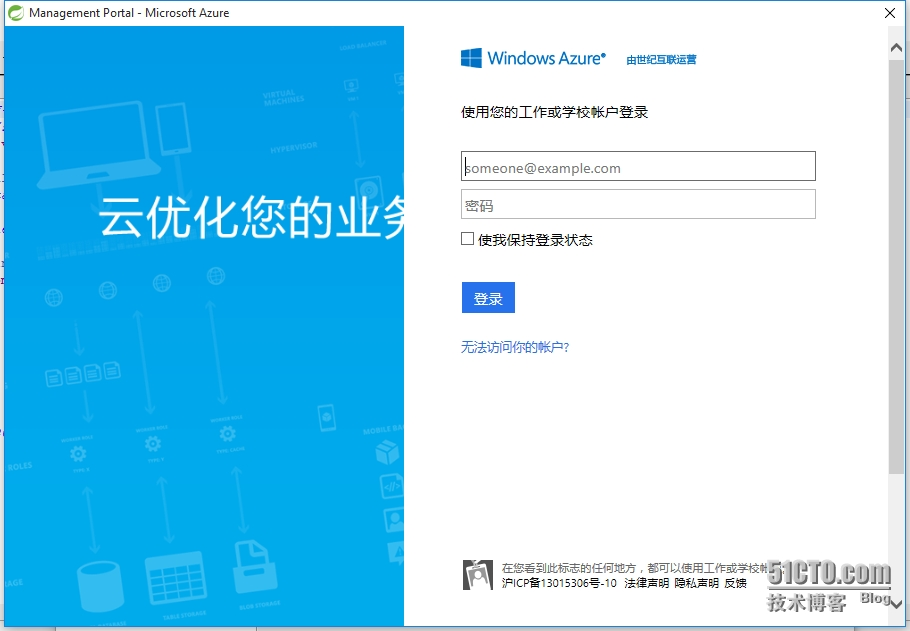 Management Portal - Microsoft Azure
LOAD BALANCER
VIRTUAL
MACHINES
HYPERVISOR
云优化您的业务
MOBILE BA
ROLES
TABLE STORAGE
BLOB STORAGE
Windows Azure 由世纪互联运营
使用您的工作或学校帐户登录
someone@example.com
密码
使我保持登录状态
登录
无法访问你的帐户?
在您看到此标志的任何地方，都可以使用工作或学校帐
沪ICP备13015306号-10 法律声明 隐私声明 反馈
51CTO.com
技术博客 Blog